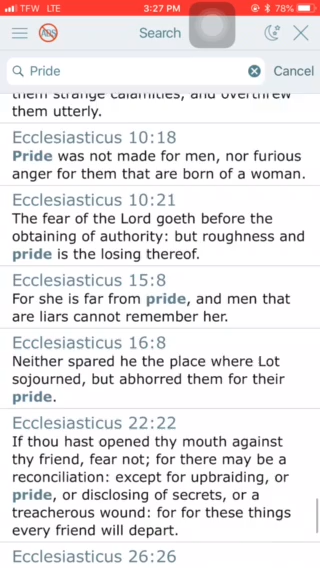 TFW LTE 3:27 PM 78%
ADS Search
Pride Cancel
them strange calamities, and overthrew
them utterly.
Ecclesiasticus 10:18
Pride was not made for men, nor furious
anger for them that are born of a woman.
Ecclesiasticus 10:21
The fear of the Lord goeth before the
obtaining of authority: but roughness and
pride is the losing thereof.
Ecclesiasticus 15:8
For she is far from pride, and men that
are liars cannot remember her.
Ecclesiasticus 16:8
Neither spared he the place where Lot
sojourned, but abhorred them for their
pride.
Ecclesiasticus 22:22
If thou hast opened thy mouth against
thy friend, fear not; for there may be a
reconciliation: except for upbraiding, or
pride, or disclosing of secrets, or a
treacherous wound: for for these things
every friend will depart.
Ecclesiasticus 26:26